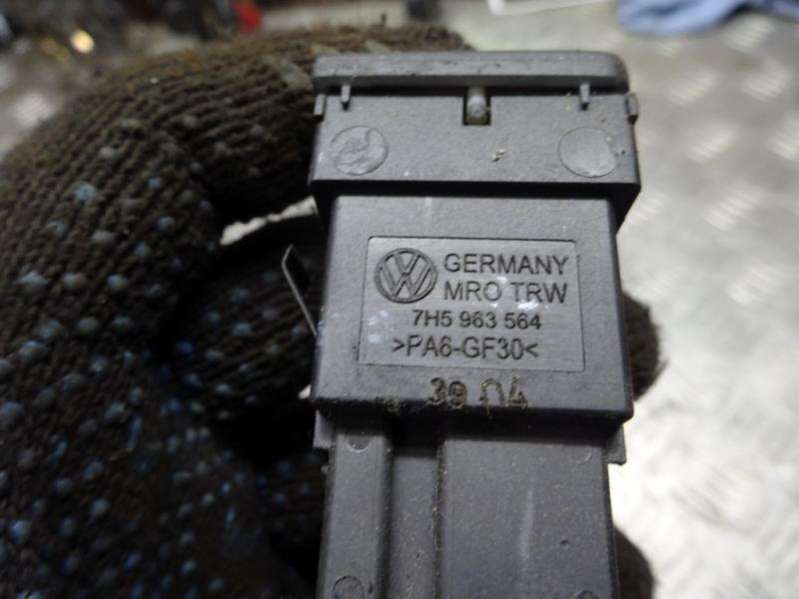 GERMANY
MRO TRW
7H5 963 564
>PA6-GF30<
39 04